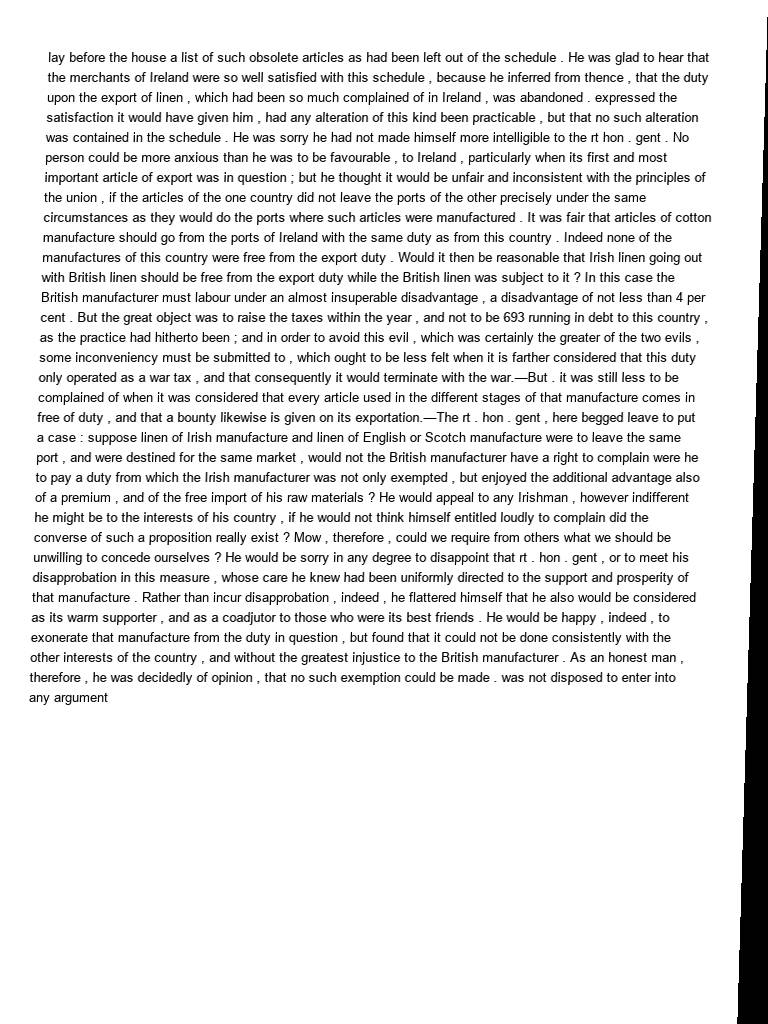 lay before the house a list of such obsolete articles as had been left out of the schedule . He was glad to hear that
the merchants of Ireland were so well satisfied with this schedule , because he inferred from thence , that the duty
upon the export of linen , which had been so much complained of in Ireland , was abandoned . expressed the
satisfaction it would have given him , had any alteration of this kind been practicable , but that no such alteration
was contained in the schedule . He was sorry he had not made himself more intelligible to the rt hon . gent . No
person could be more anxious than he was to be favourable , to Ireland , particularly when its first and most
important article of export was in question ; but he thought it would be unfair and inconsistent with the principles of
the union , if the articles of the one country did not leave the ports of the other precisely under the same
circumstances as they would do the ports where such articles were manufactured . It was fair that articles of cotton
manufacture should go from the ports of Ireland with the same duty as from this country . Indeed none of the
manufactures of this country were free from the export duty . Would it then be reasonable that Irish linen going out
with British linen should be free from the export duty while the British linen was subject to it ? In this case the
British manufacturer must labour under an almost insuperable disadvantage , a disadvantage of not less than 4 per
cent . But the great object was to raise the taxes within the year , and not to be 693 running in debt to this country ,
as the practice had hitherto been ; and in order to avoid this evil , which was certainly the greater of the two evils ,
some inconveniency must be submitted to , which ought to be less felt when it is farther considered that this duty
only operated as a war tax , and that consequently it would terminate with the war.—But . it was still less to be
complained of when it was considered that every article used in the different stages of that manufacture comes in
free of duty , and that a bounty likewise is given on its exportation.—The rt . hon . gent , here begged leave to put
a case : suppose linen of Irish manufacture and linen of English or Scotch manufacture were to leave the same
port , and were destined for the same market , would not the British manufacturer have a right to complain were he
to pay a duty from which the Irish manufacturer was not only exempted , but enjoyed the additional advantage also
of a premium , and of the free import of his raw materials ? He would appeal to any Irishman , however indifferent
he might be to the interests of his country , if he would not think himself entitled loudly to complain did the
converse of such a proposition really exist ? Mow , therefore , could we require from others what we should be
unwilling to concede ourselves ? He would be sorry in any degree to disappoint that rt . hon . gent , or to meet his
disapprobation in this measure , whose care he knew had been uniformly directed to the support and prosperity of
that manufacture . Rather than incur disapprobation , indeed , he flattered himself that he also would be considered
as its warm supporter , and as a coadjutor to those who were its best friends . He would be happy , indeed , to
exonerate that manufacture from the duty in question , but found that it could not be done consistently with the
other interests of the country , and without the greatest injustice to the British manufacturer . As an honest man ,
therefore , he was decidedly of opinion , that no such exemption could be made . was not disposed to enter into
any argument